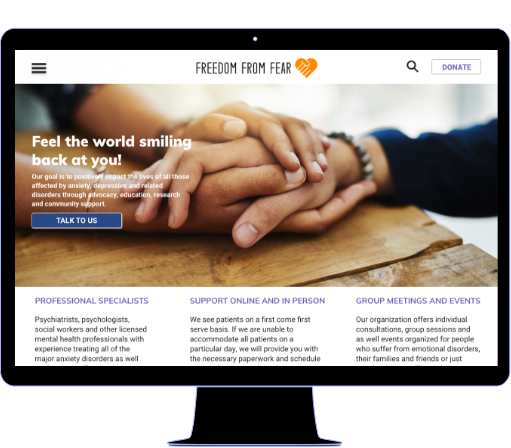 FREEDOM FROM FEAR
DONATE
Feel the world smiling
back at you!
Our goal is to positively impact the lives of all those
affected by anxiety, depressive and related
disorders through advocacy, education, research
and community support.
TALK TO US
PROFESSIONAL SPECIALISTS
Psychiatrists, psychologists,
social workers and other licensed
mental health professionals with
experience treating all of the
major anxiety disorders as well
SUPPORT ONLINE AND IN PERSON
We see patients on a first come first
serve basis. If we are unable to
accommodate all patients on a
particular day, we will provide you with
the necessary paperwork and schedule
GROUP MEETINGS AND EVENTS
Our organization offers individual
consultations, group sessions and
as well events organized for people
who suffer from emotional disorders,
their families and friends or just